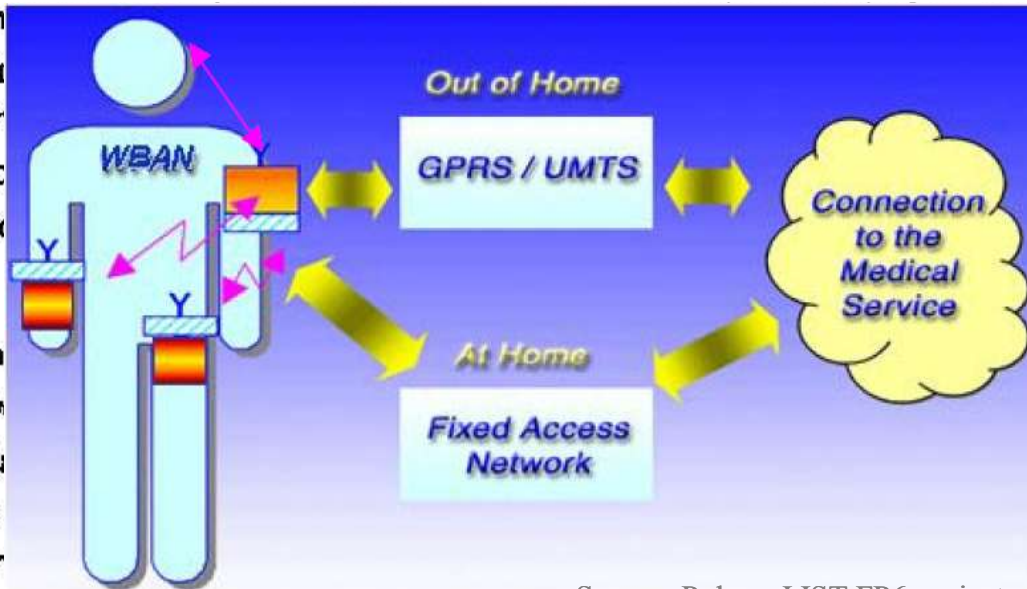 Out of Home
WBAN
GPRS / UMTS
Connection
to the
Medical
Service
Y
Y
Y
At Home
Fixed Access
Network